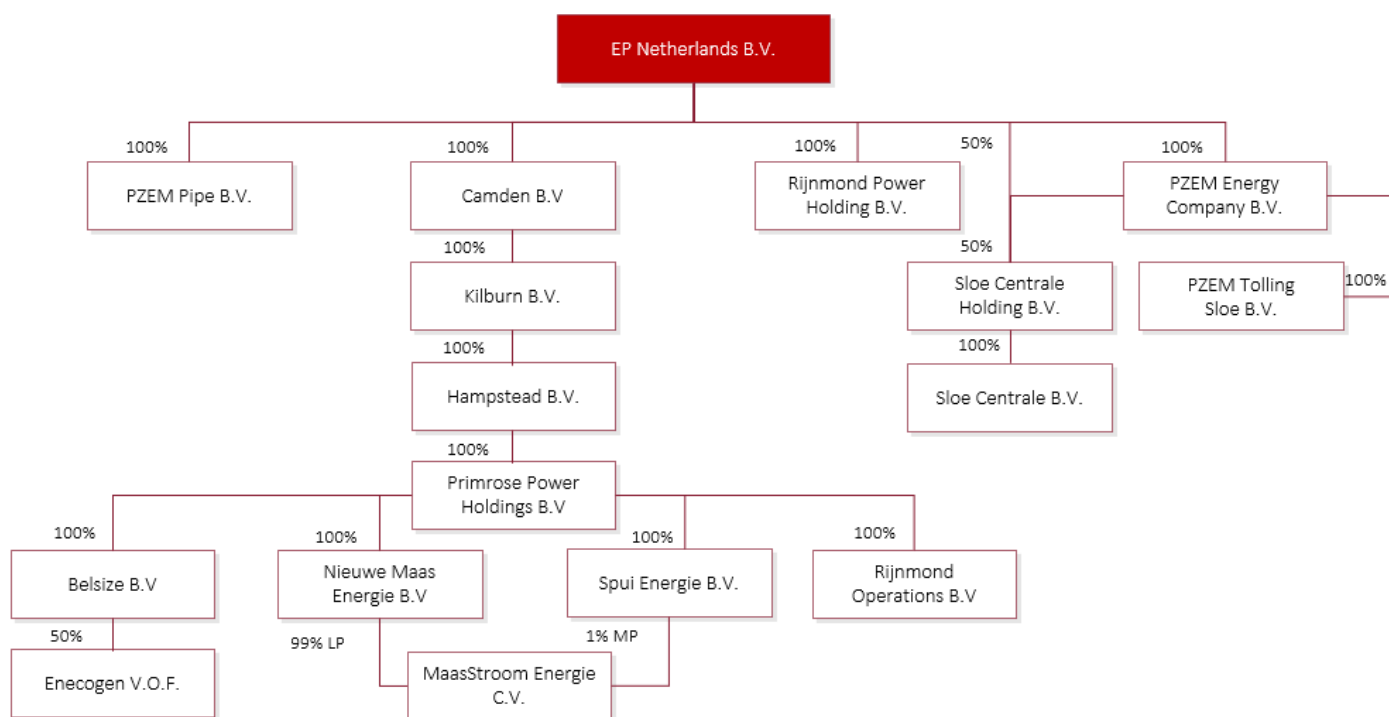 EP Netherlands B.V.
100%
100%
100%
50%
100%
PZEM Pipe B.V.
Camden B.V
Rijnmond Power
Holding B.V.
PZEM Energy
Company B.V.
100%
50%
Kilburn B.V.
Sloe Centrale
Holding B.V.
PZEM Tolling
Sloe B.V.
100%
100%
100%
Hampstead B.V.
Sloe Centrale B.V.
100%
Primrose Power
Holdings B.V
100%
100%
100%
100%
Belsize B.V
Nieuwe Maas
Energie B.V
Spui Energie B.V.
Rijnmond
Operations B.V
50%
99% LP
1% MP
Enecogen V.O.F.
MaasStroom Energie
C.V.